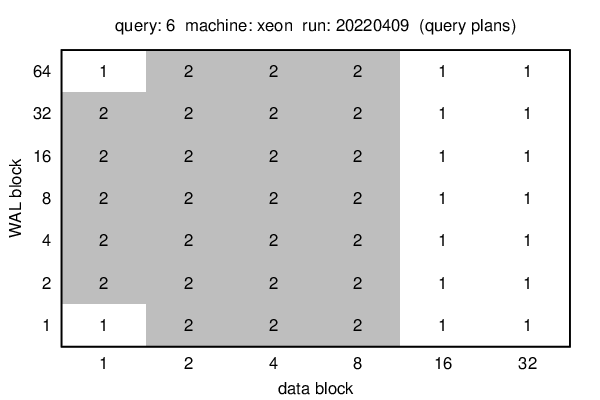 query: 6 machine: xeon run: 20220409 (query plans)
64 1 2 2 2 1 1
32 2 2 2 2 1 1
16 2 2 2 2 1 1
8 2 2 2 2 1 1
4 2 2 2 2 1 1
2 2 2 2 2 1 1
1 1 2 2 2 1 1
WAL block
1 2 4 8 16 32
data block